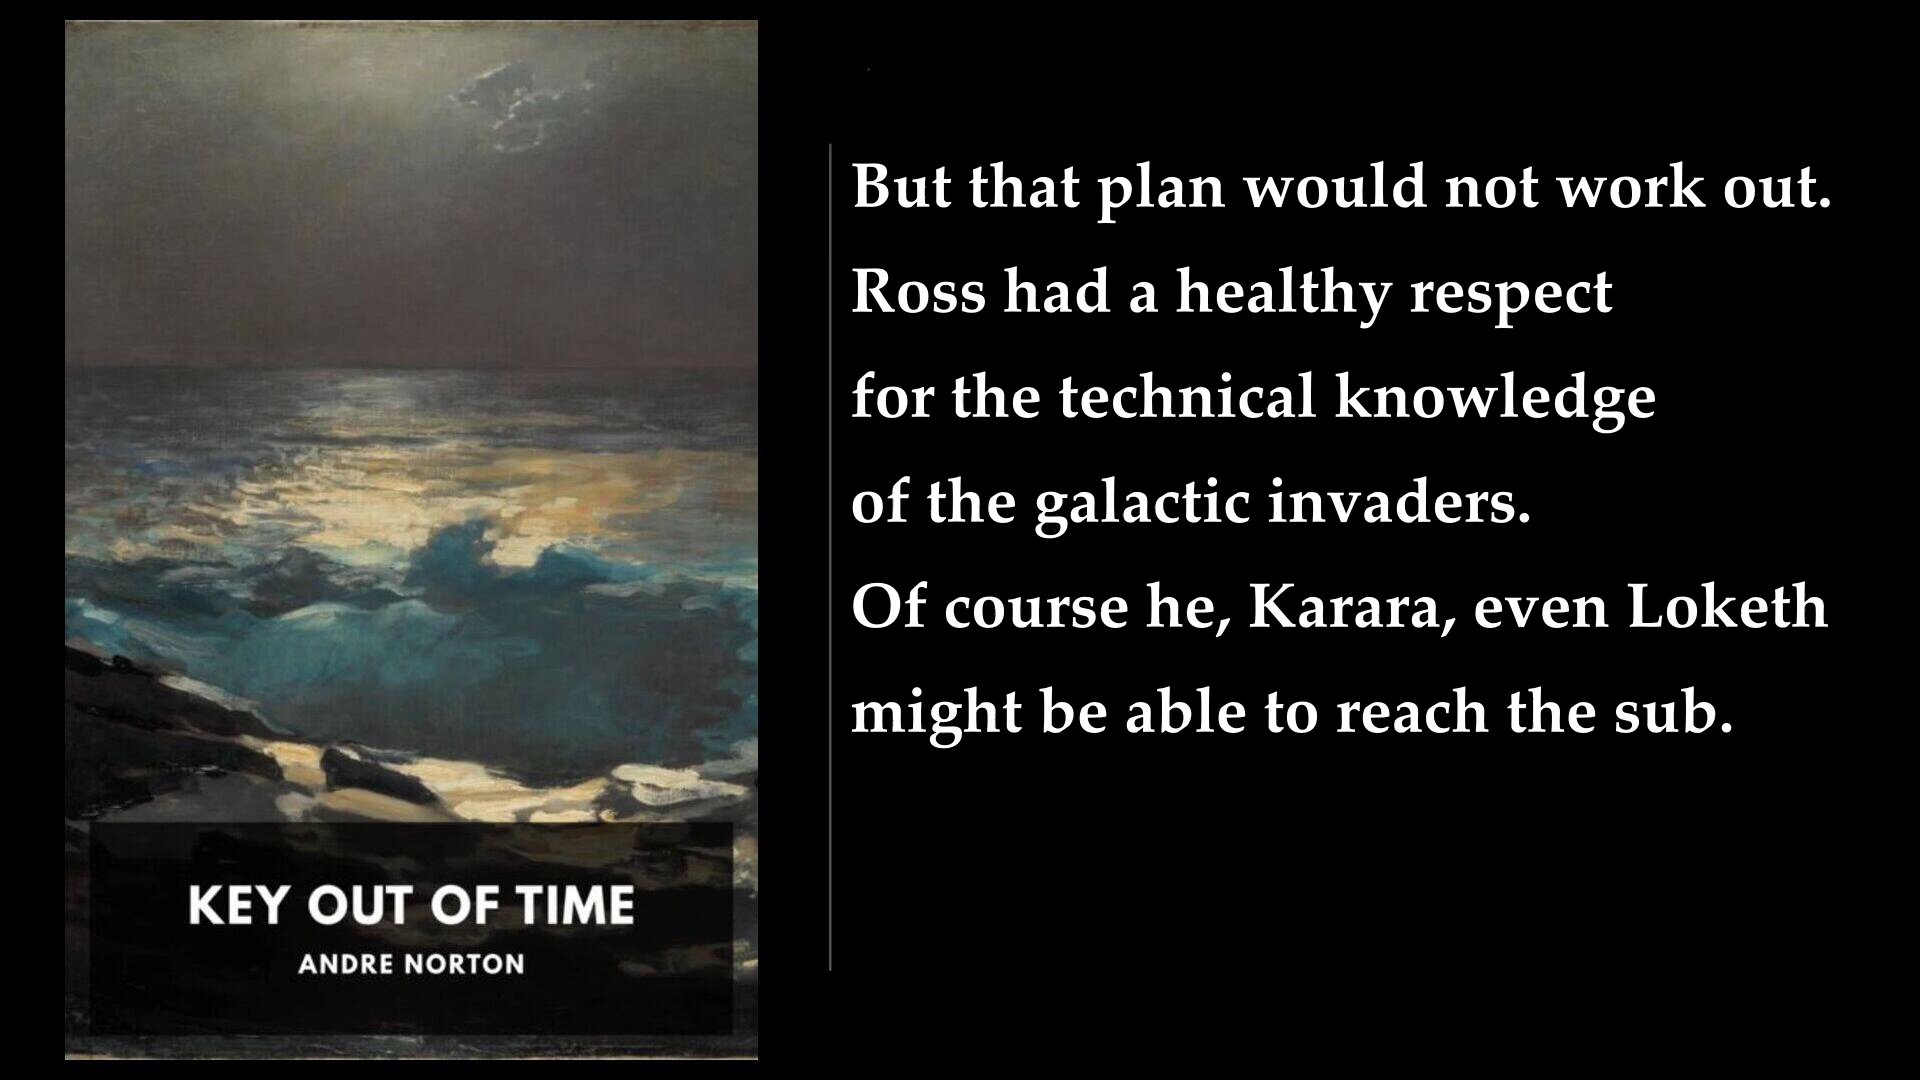 But that plan would not work out.
Ross had a healthy respect
for the technical knowledge
of the galactic invaders.
Of course he, Karara, even Loketh
might be able to reach the sub.
KEY OUT OF TIME
ANDRE NORTON